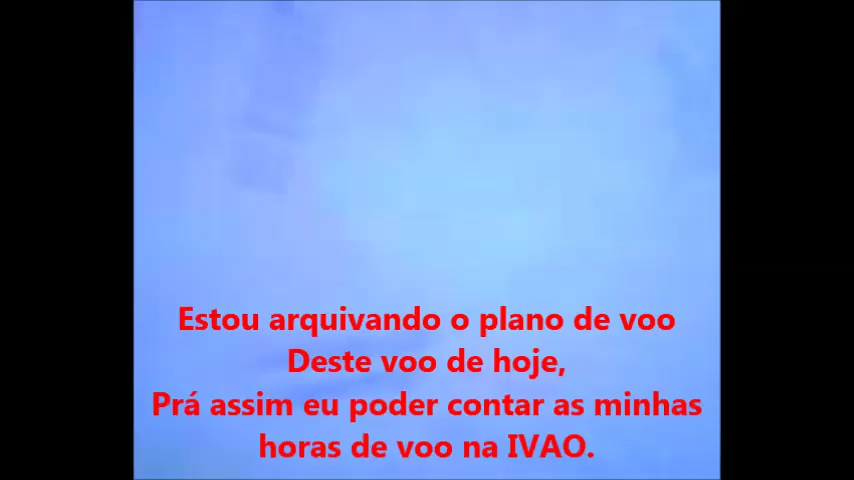 Estou arquivando o plano de voo
Deste voo de hoje,
Prá assim eu poder contar as minhas
horas de voo na IVAO.